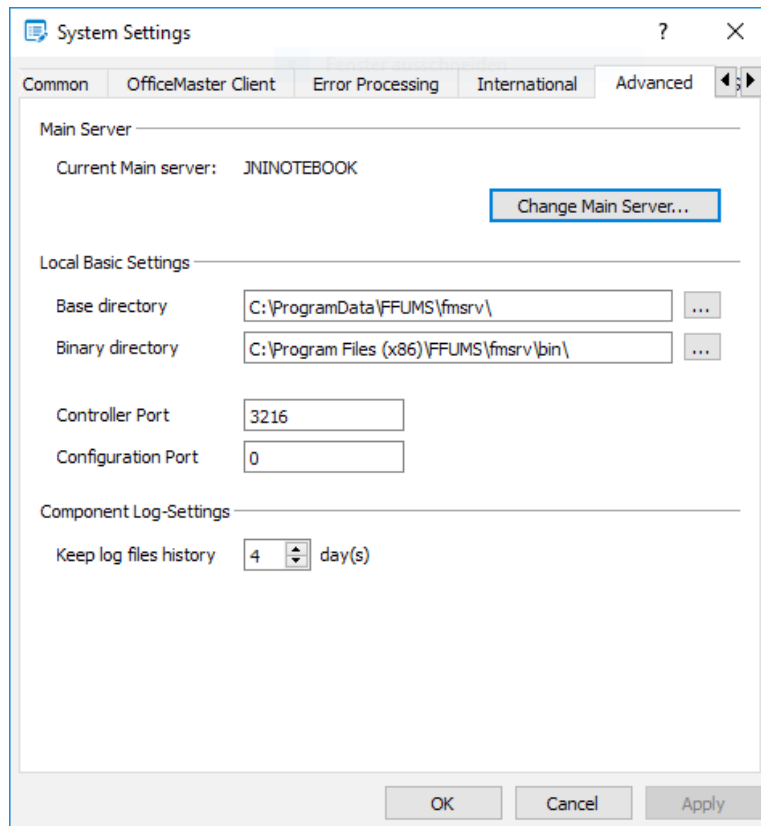 System Settings
Fenster ausschneiden
Common OfficeMaster Client Error Processing International Advanced
Main Server
Current Main server: JNINOTEBOOK
Change Main Server...
Local Basic Settings
Base directory C:\ProgramData\FFUMS\fmsrv\ ...
Binary directory C:\Program Files (x86)\FFUMS\fmsrv\bin\ ...
Controller Port 3216
Configuration Port 0
Component Log-Settings
Keep log files history 4 day(s)
OK Cancel Apply